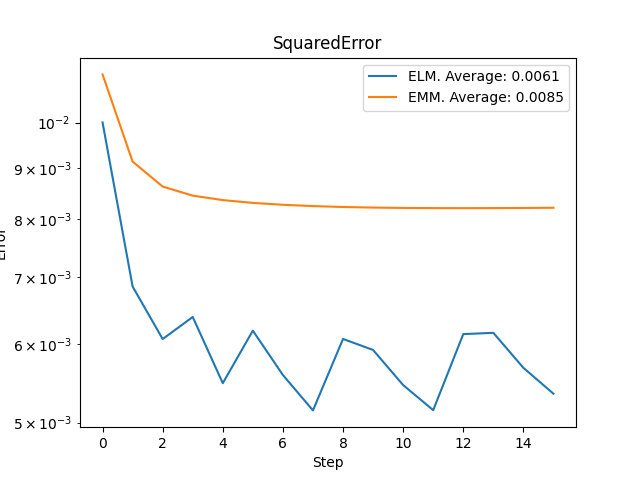 SquaredError
ELM. Average: 0.0061
EMM. Average: 0.0085
10⁻²
9 × 10⁻³
8 × 10⁻³
7 × 10⁻³
6 × 10⁻³
5 × 10⁻³
Error
0 2 4 6 8 10 12 14
Step